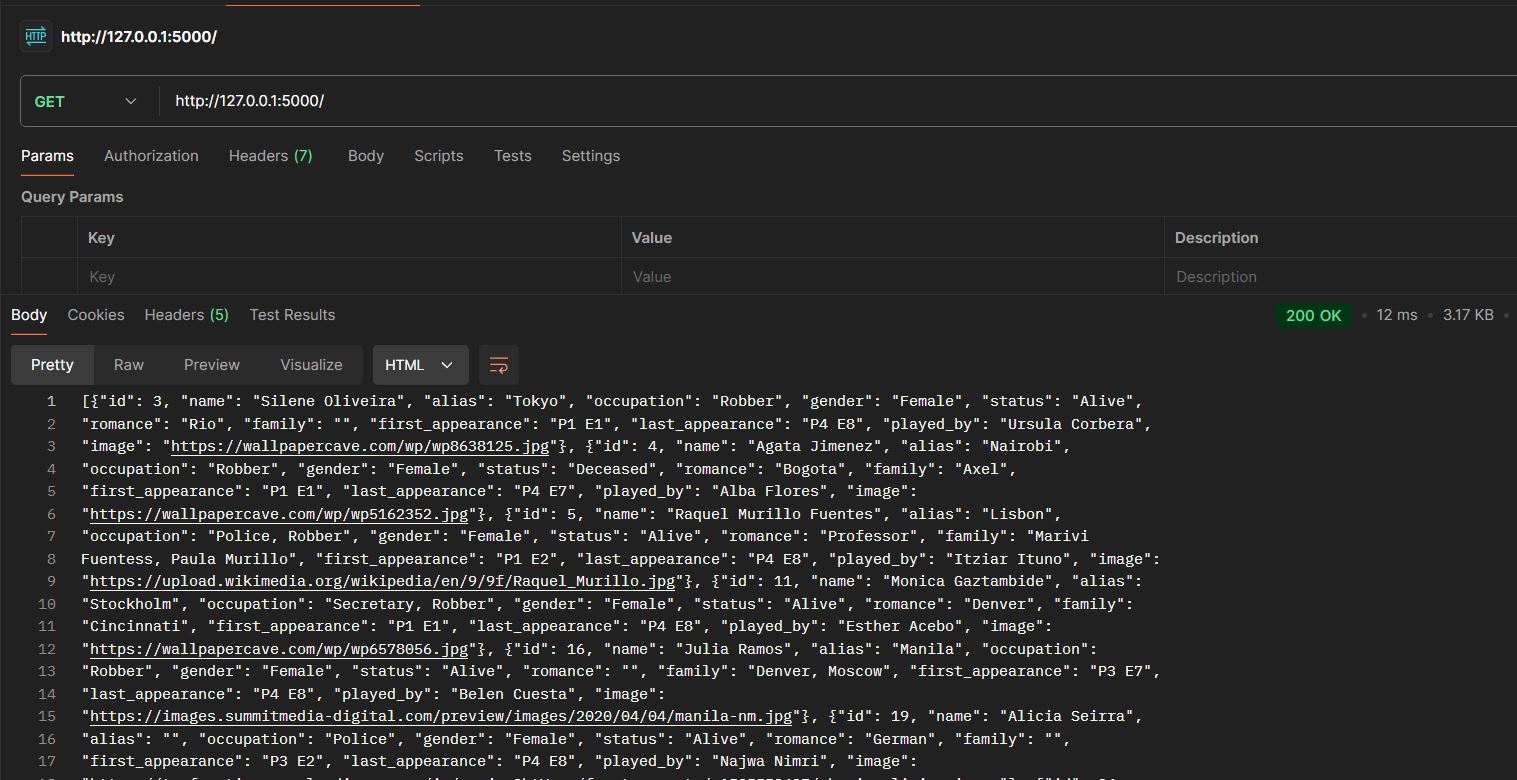 HTTP http://127.0.0.1:5000/
GET http://127.0.0.1:5000/
Params Authorization Headers (7) Body Scripts Tests Settings
Query Params
Key Value Description
Key Value Description
Body Cookies Headers (5) Test Results 200 OK • 12 ms • 3.17 KB •
Pretty Raw Preview Visualize HTML
1 [{"id": 3, "name": "Silene Oliveira", "alias": "Tokyo", "occupation": "Robber", "gender": "Female", "status": "Alive",
2 "romance": "Rio", "family": "", "first_appearance": "P1 E1", "last_appearance": "P4 E8", "played_by": "Ursula Corbera",
3 "image": "https://wallpapercave.com/wp/wp8638125.jpg"}, {"id": 4, "name": "Agata Jimenez", "alias": "Nairobi",
4 "occupation": "Robber", "gender": "Female", "status": "Deceased", "romance": "Bogota", "family": "Axel",
5 "first_appearance": "P1 E1", "last_appearance": "P4 E7", "played_by": "Alba Flores", "image":
6 "https://wallpapercave.com/wp/wp5162352.jpg"}, {"id": 5, "name": "Raquel Murillo Fuentes", "alias": "Lisbon",
7 "occupation": "Police, Robber", "gender": "Female", "status": "Alive", "romance": "Professor", "family": "Marivi
8 Fuentess, Paula Murillo", "first_appearance": "P1 E2", "last_appearance": "P4 E8", "played_by": "Itziar Ituno", "image":
9 "https://upload.wikimedia.org/wikipedia/en/9/9f/Raquel_Murillo.jpg"}, {"id": 11, "name": "Monica Gaztambide", "alias":
10 "Stockholm", "occupation": "Secretary, Robber", "gender": "Female", "status": "Alive", "romance": "Denver", "family":
11 "Cincinnati", "first_appearance": "P1 E1", "last_appearance": "P4 E8", "played_by": "Esther Acebo", "image":
12 "https://wallpapercave.com/wp/wp6578056.jpg"}, {"id": 16, "name": "Julia Ramos", "alias": "Manila", "occupation":
13 "Robber", "gender": "Female", "status": "Alive", "romance": "", "family": "Denver, Moscow", "first_appearance": "P3 E7",
14 "last_appearance": "P4 E8", "played_by": "Belen Cuesta", "image":
15 "https://images.summitmedia-digital.com/preview/images/2020/04/04/manila-nm.jpg"}, {"id": 19, "name": "Alicia Seirra",
16 "alias": "", "occupation": "Police", "gender": "Female", "status": "Alive", "romance": "German", "family": "",
17 "first_appearance": "P3 E2", "last_appearance": "P4 E8", "played_by": "Najwa Nimri", "image":